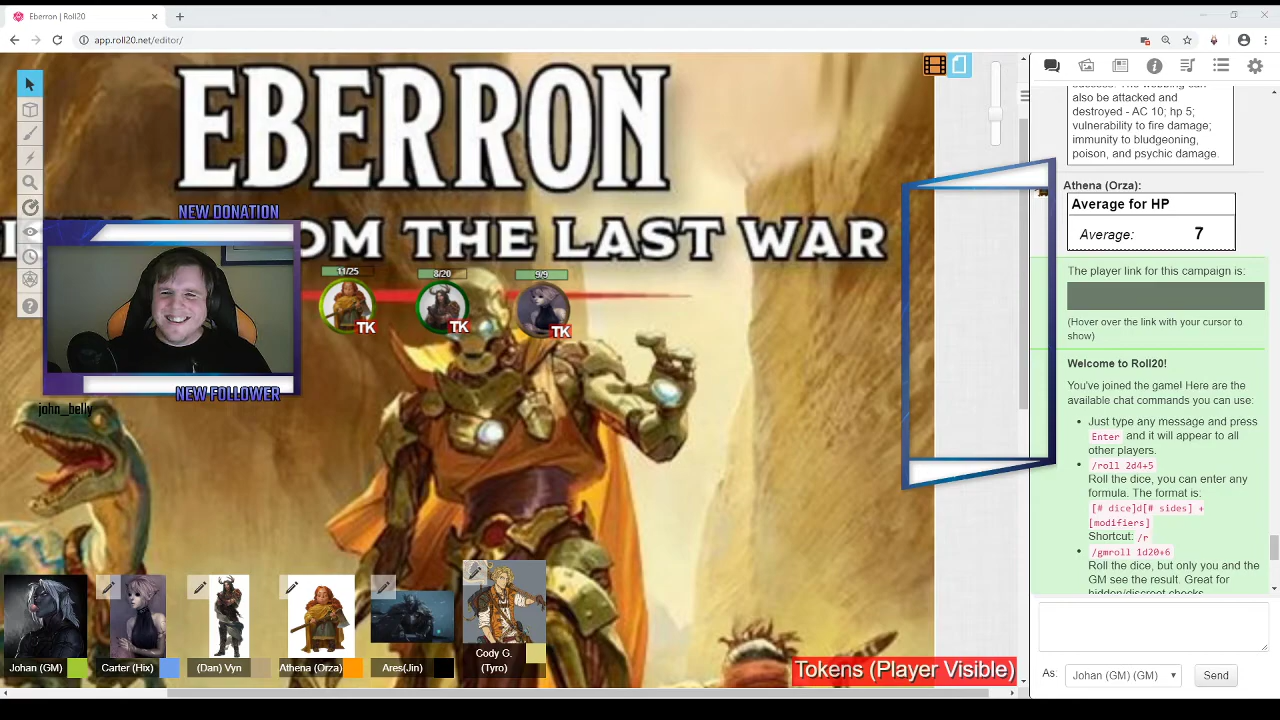 Eberron | Roll20
app.roll20.net/editor/
EBERRON
FROM THE LAST WAR
NEW DONATION
NEW FOLLOWER
john_belly
11/25
8/20
9/9
TK
TK
TK
Johan (GM)
Carter (Hix)
(Dan) Vyn
Athena (Orza)
Ares(Jin)
Cody G.
(Tyro)
Tokens (Player Visible)
also be attacked and
destroyed - AC 10; hp 5;
vulnerability to fire damage;
immunity to bludgeoning,
poison, and psychic damage.
Athena (Orza):
Average for HP
Average: 7
The player link for this campaign is:
(Hover over the link with your cursor to
show)
Welcome to Roll20!
You've joined the game! Here are the
available chat commands you can use:
Just type any message and press
Enter and it will appear to all
other players.
/roll 2d4+5
Roll the dice, you can enter any
formula. The format is:
[# dice]d[# sides] +
[modifiers]
Shortcut: /r
/gmroll 1d20+6
Roll the dice, but only you and the
GM see the result. Great for
As: Johan (GM) (GM) Send